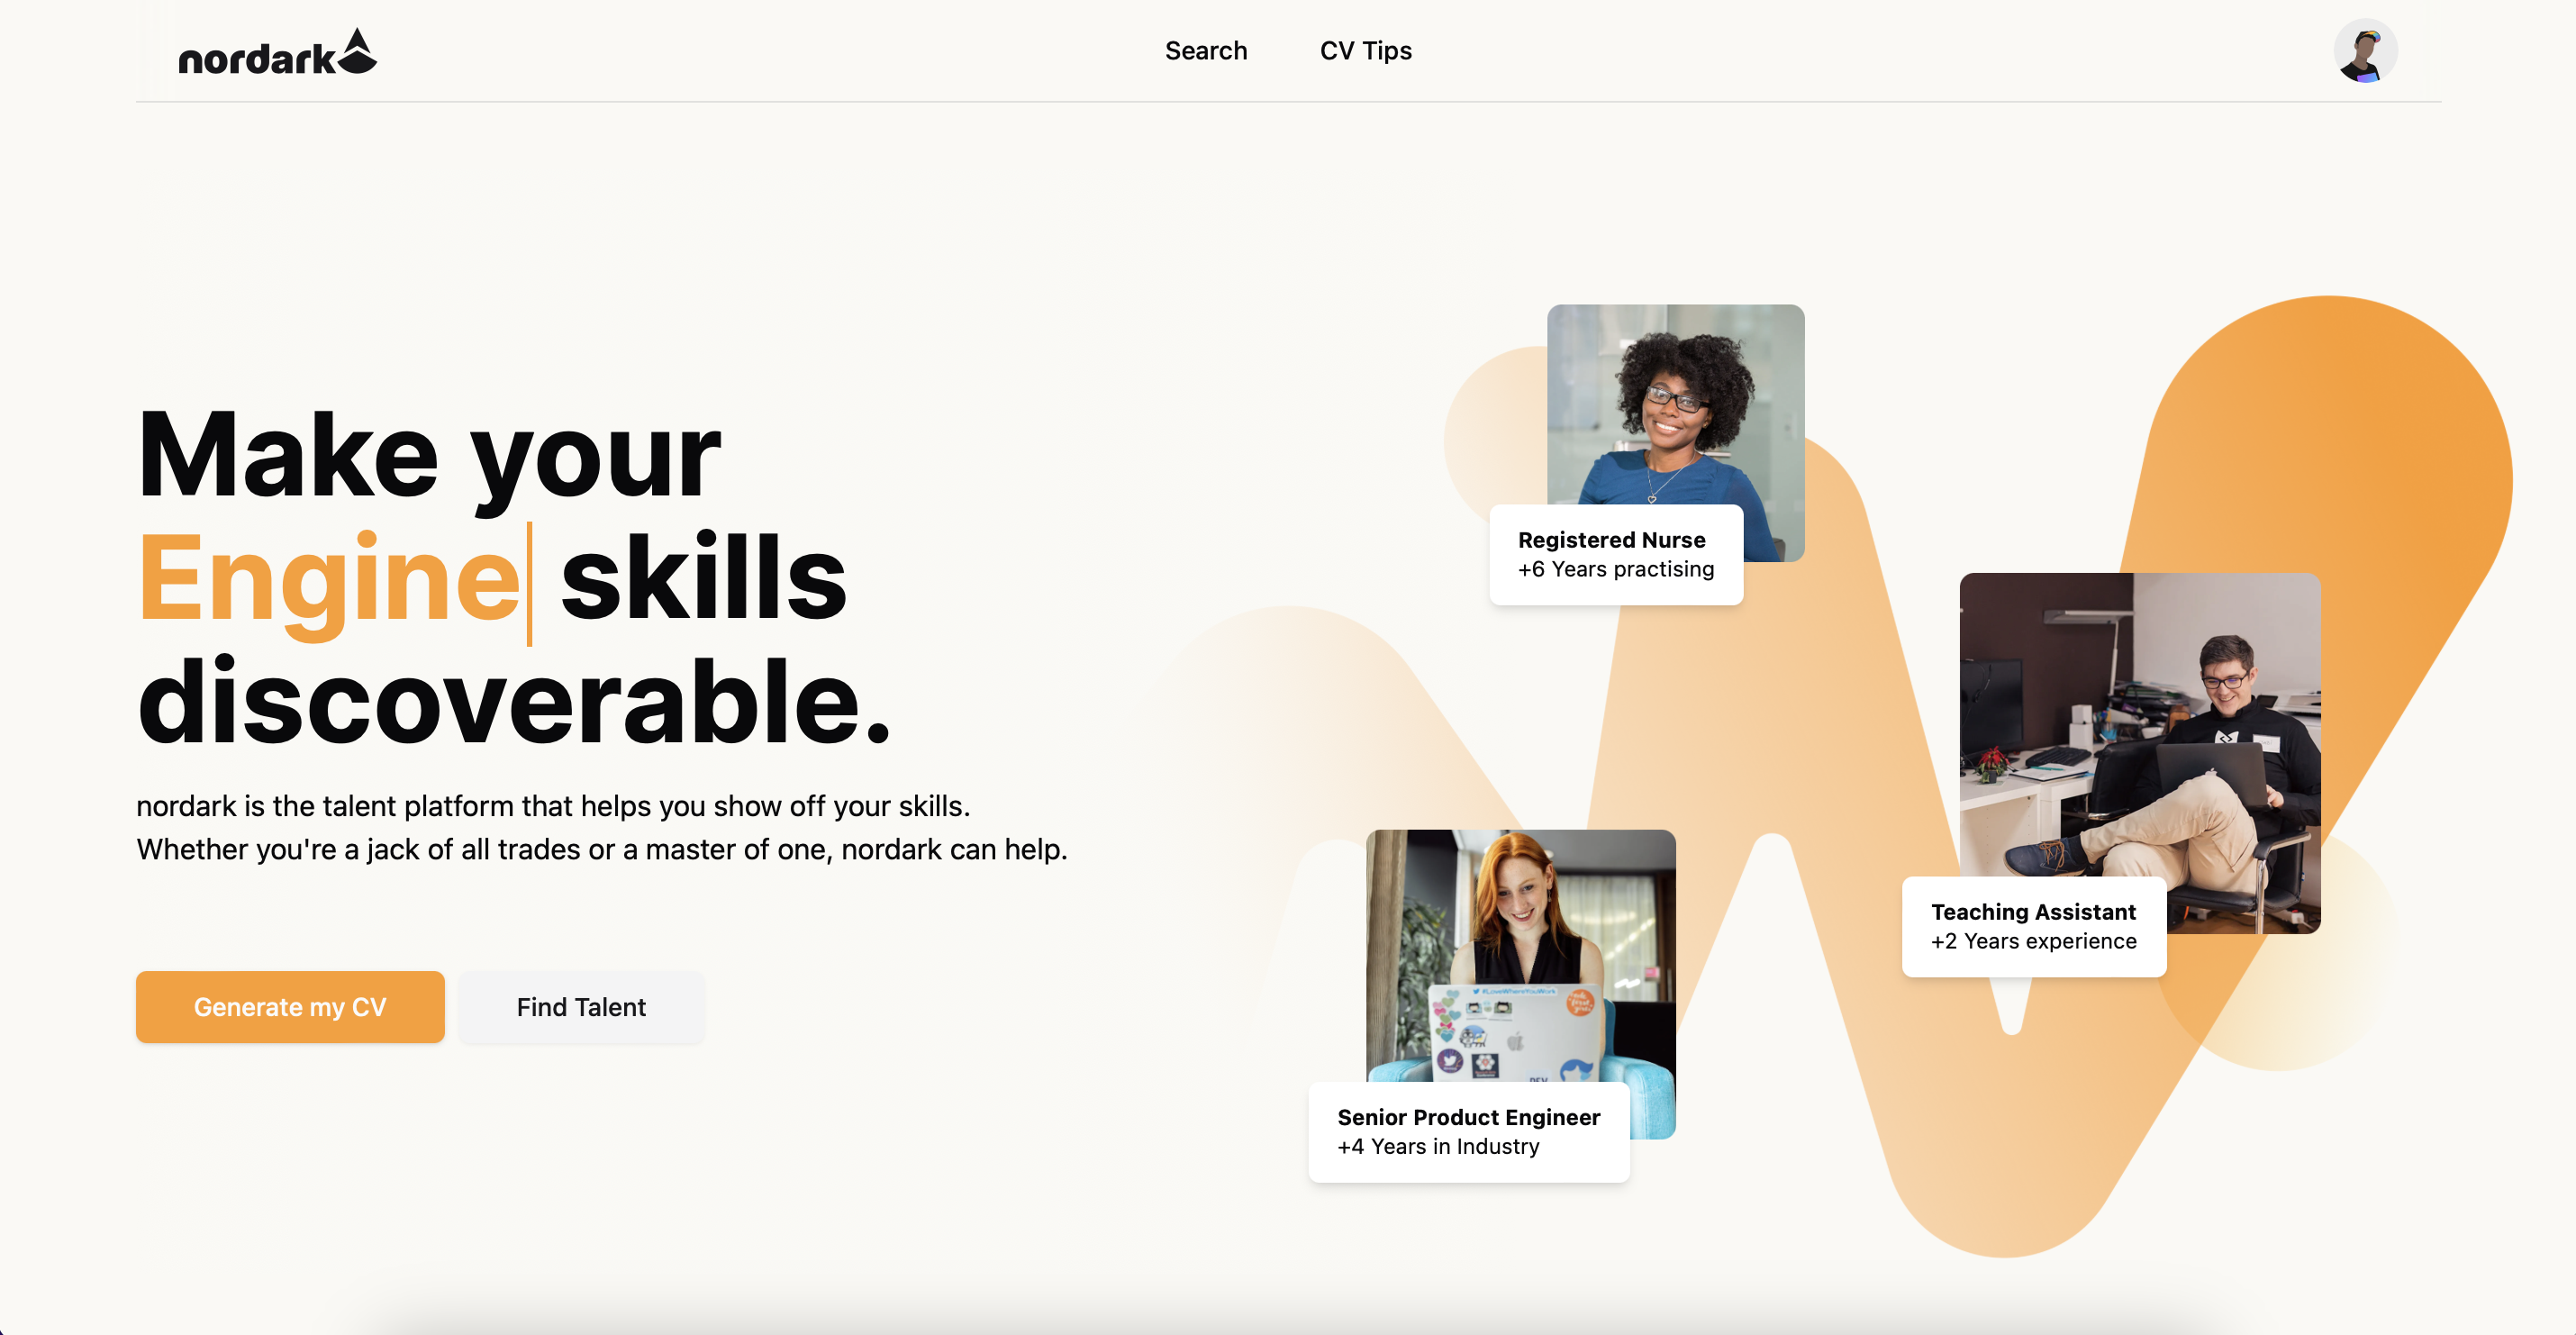 nordark
Search
CV Tips
Make your
Engine skills
discoverable.
nordark is the talent platform that helps you show off your skills.
Whether you're a jack of all trades or a master of one, nordark can help.
Generate my CV
Find Talent
Registered Nurse
+6 Years practising
Teaching Assistant
+2 Years experience
#LoveWhereYouWork
Senior Product Engineer
+4 Years in Industry